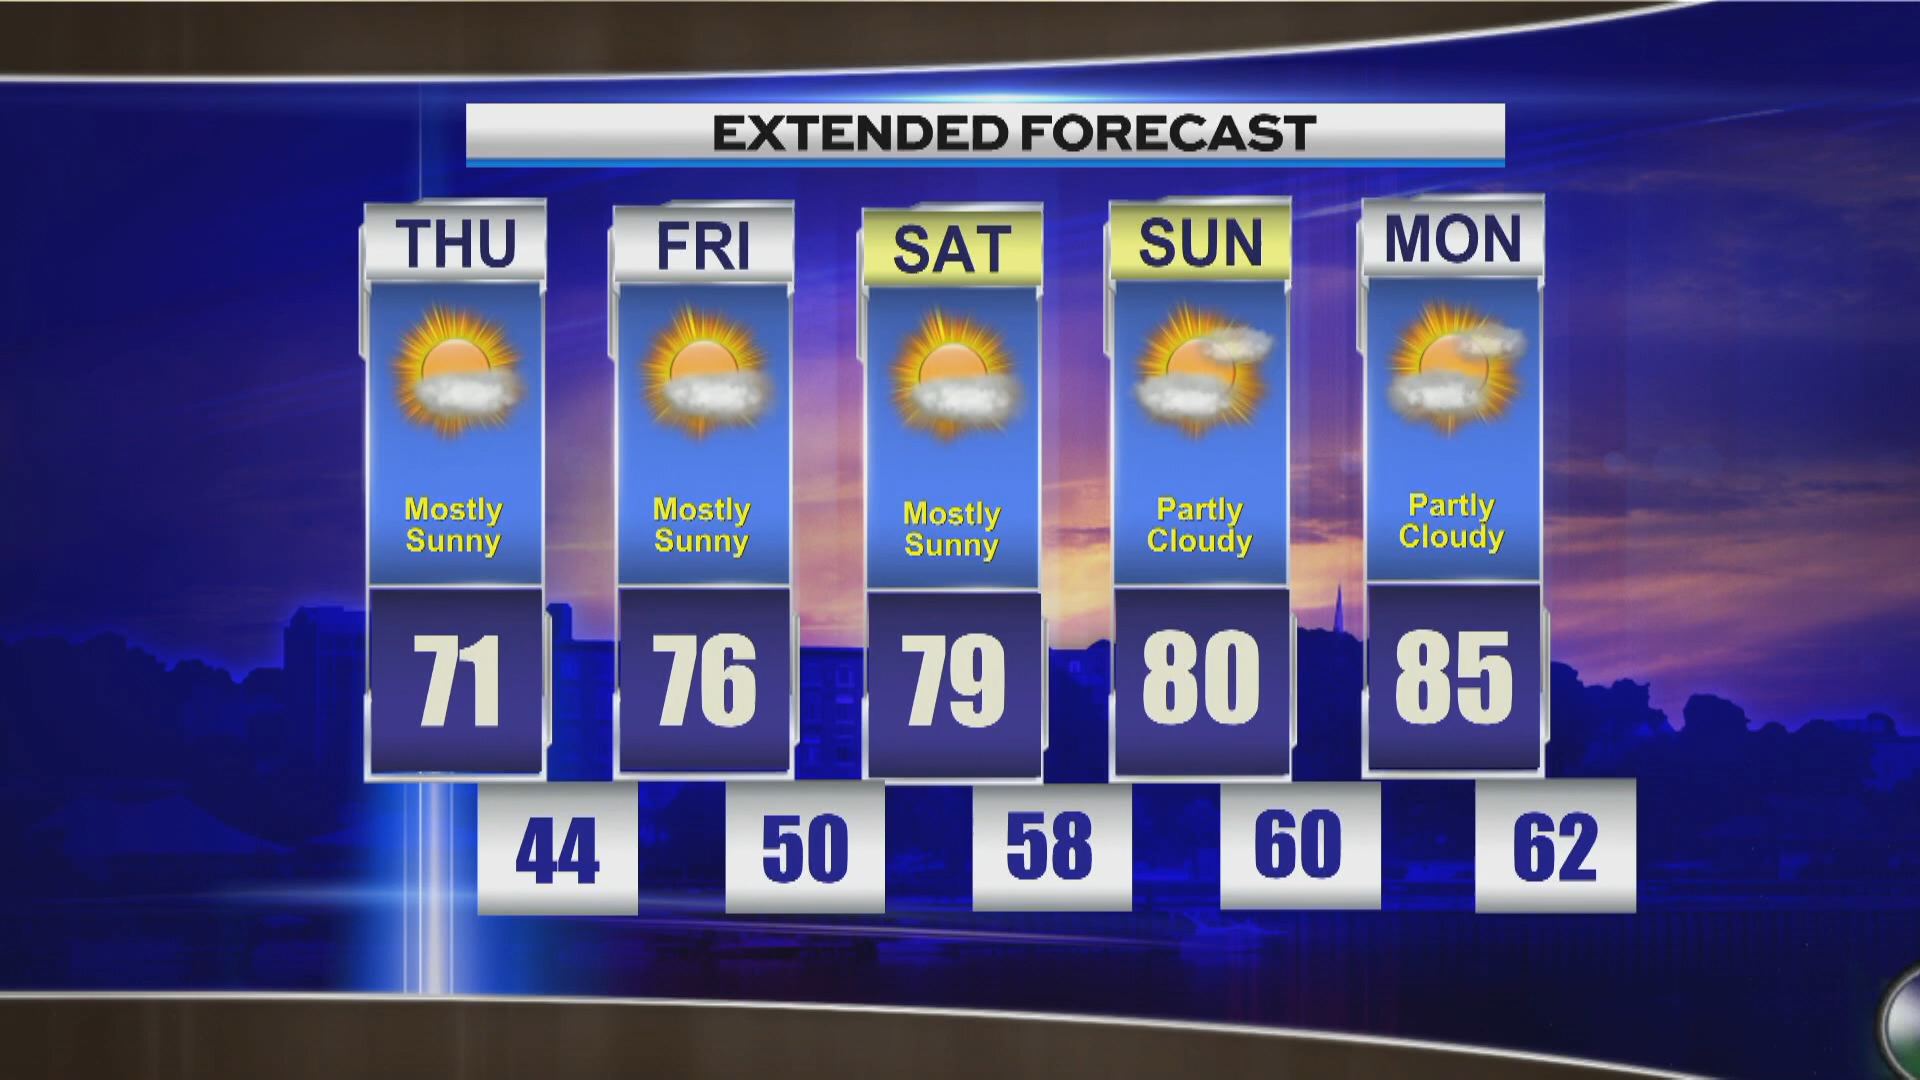 EXTENDED FORECAST
THU FRI SAT SUN MON
Mostly Mostly Mostly Partly Partly
Sunny Sunny Sunny Cloudy Cloudy
71 76 79 80 85
44 50 58 60 62